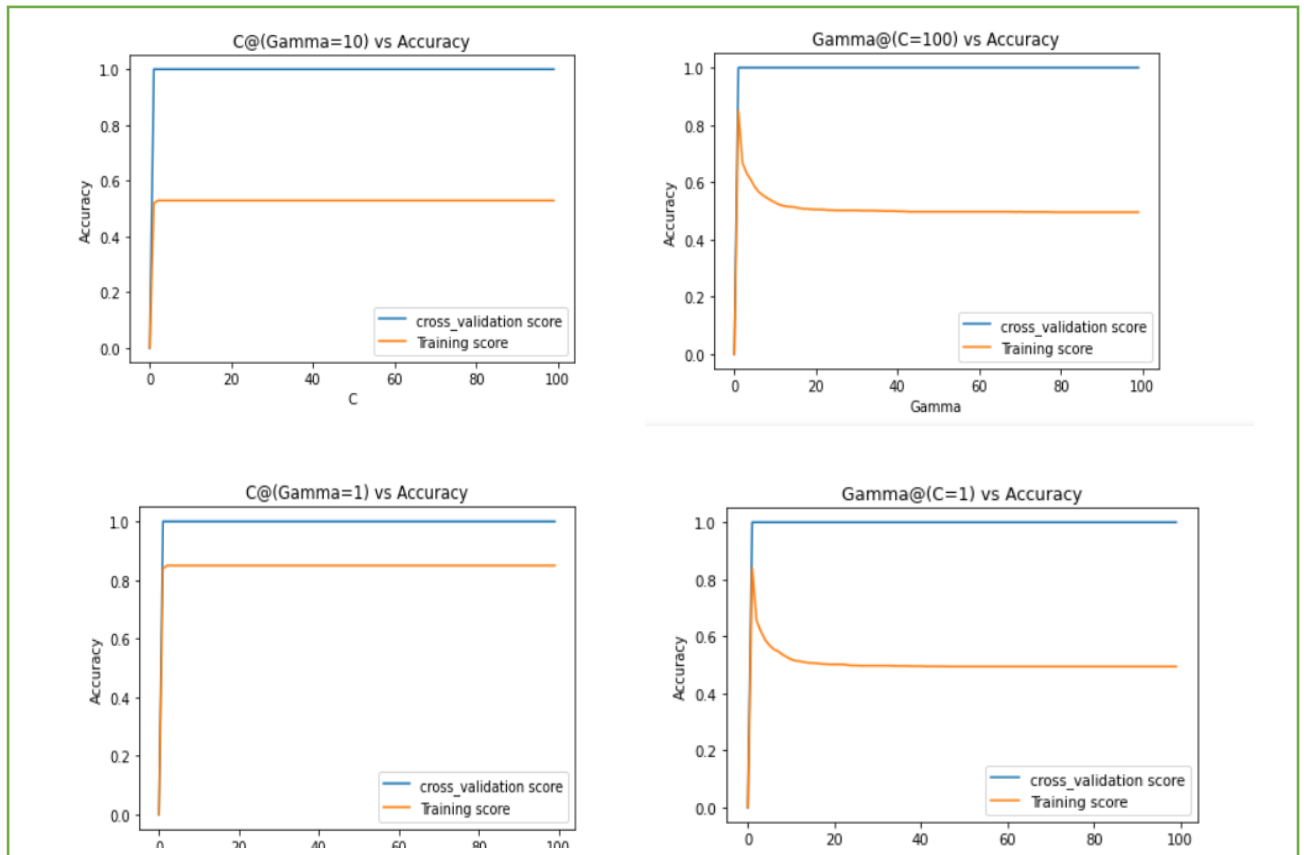 C@(Gamma=10) vs Accuracy
1.0
0.8
0.6
0.4
0.2
0.0
Accuracy
cross_validation score
Training score
0 20 40 60 80 100
C
Gamma@(C=100) vs Accuracy
1.0
0.8
0.6
0.4
0.2
0.0
Accuracy
cross_validation score
Training score
0 20 40 60 80 100
Gamma
C@(Gamma=1) vs Accuracy
1.0
0.8
0.6
0.4
0.2
0.0
Accuracy
cross_validation score
Training score
0 20 40 60 80 100
Gamma@(C=1) vs Accuracy
1.0
0.8
0.6
0.4
0.2
0.0
Accuracy
cross_validation score
Training score
0 20 40 60 80 100